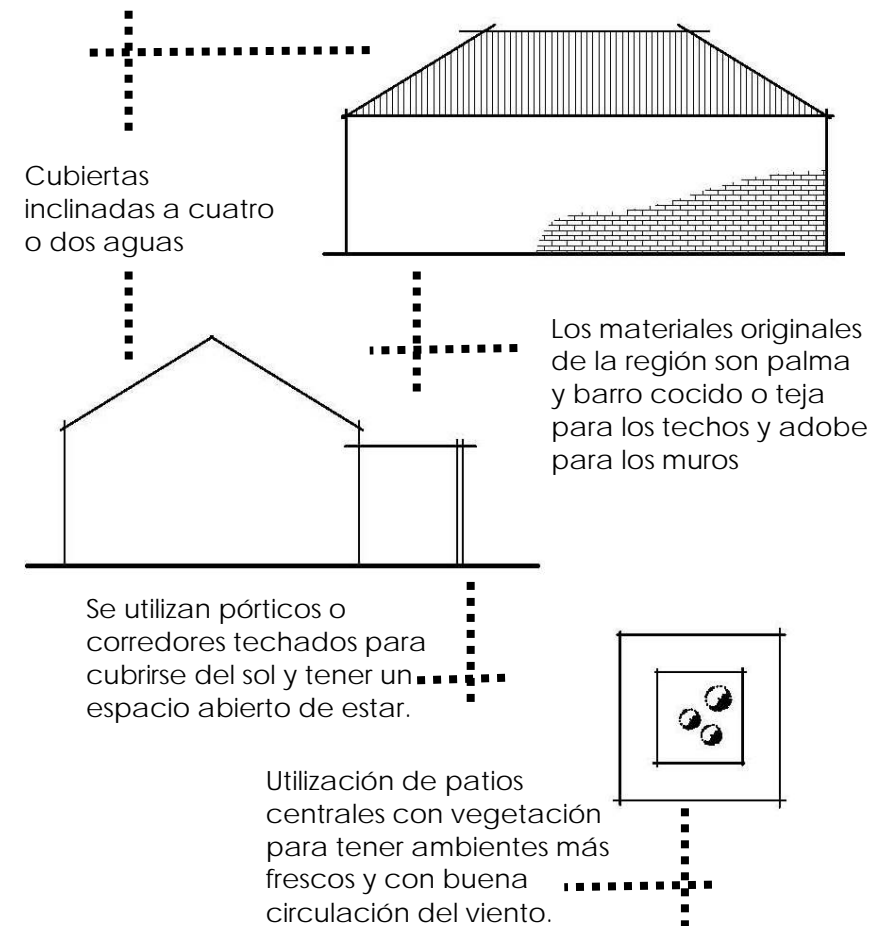 Cubiertas
inclinadas a cuatro
o dos aguas
Los materiales originales
de la región son palma
y barro cocido o teja
para los techos y adobe
para los muros
Se utilizan pórticos o
corredores techados para
cubrirse del sol y tener un
espacio abierto de estar.
Utilización de patios
centrales con vegetación
para tener ambientes más
frescos y con buena
circulación del viento.